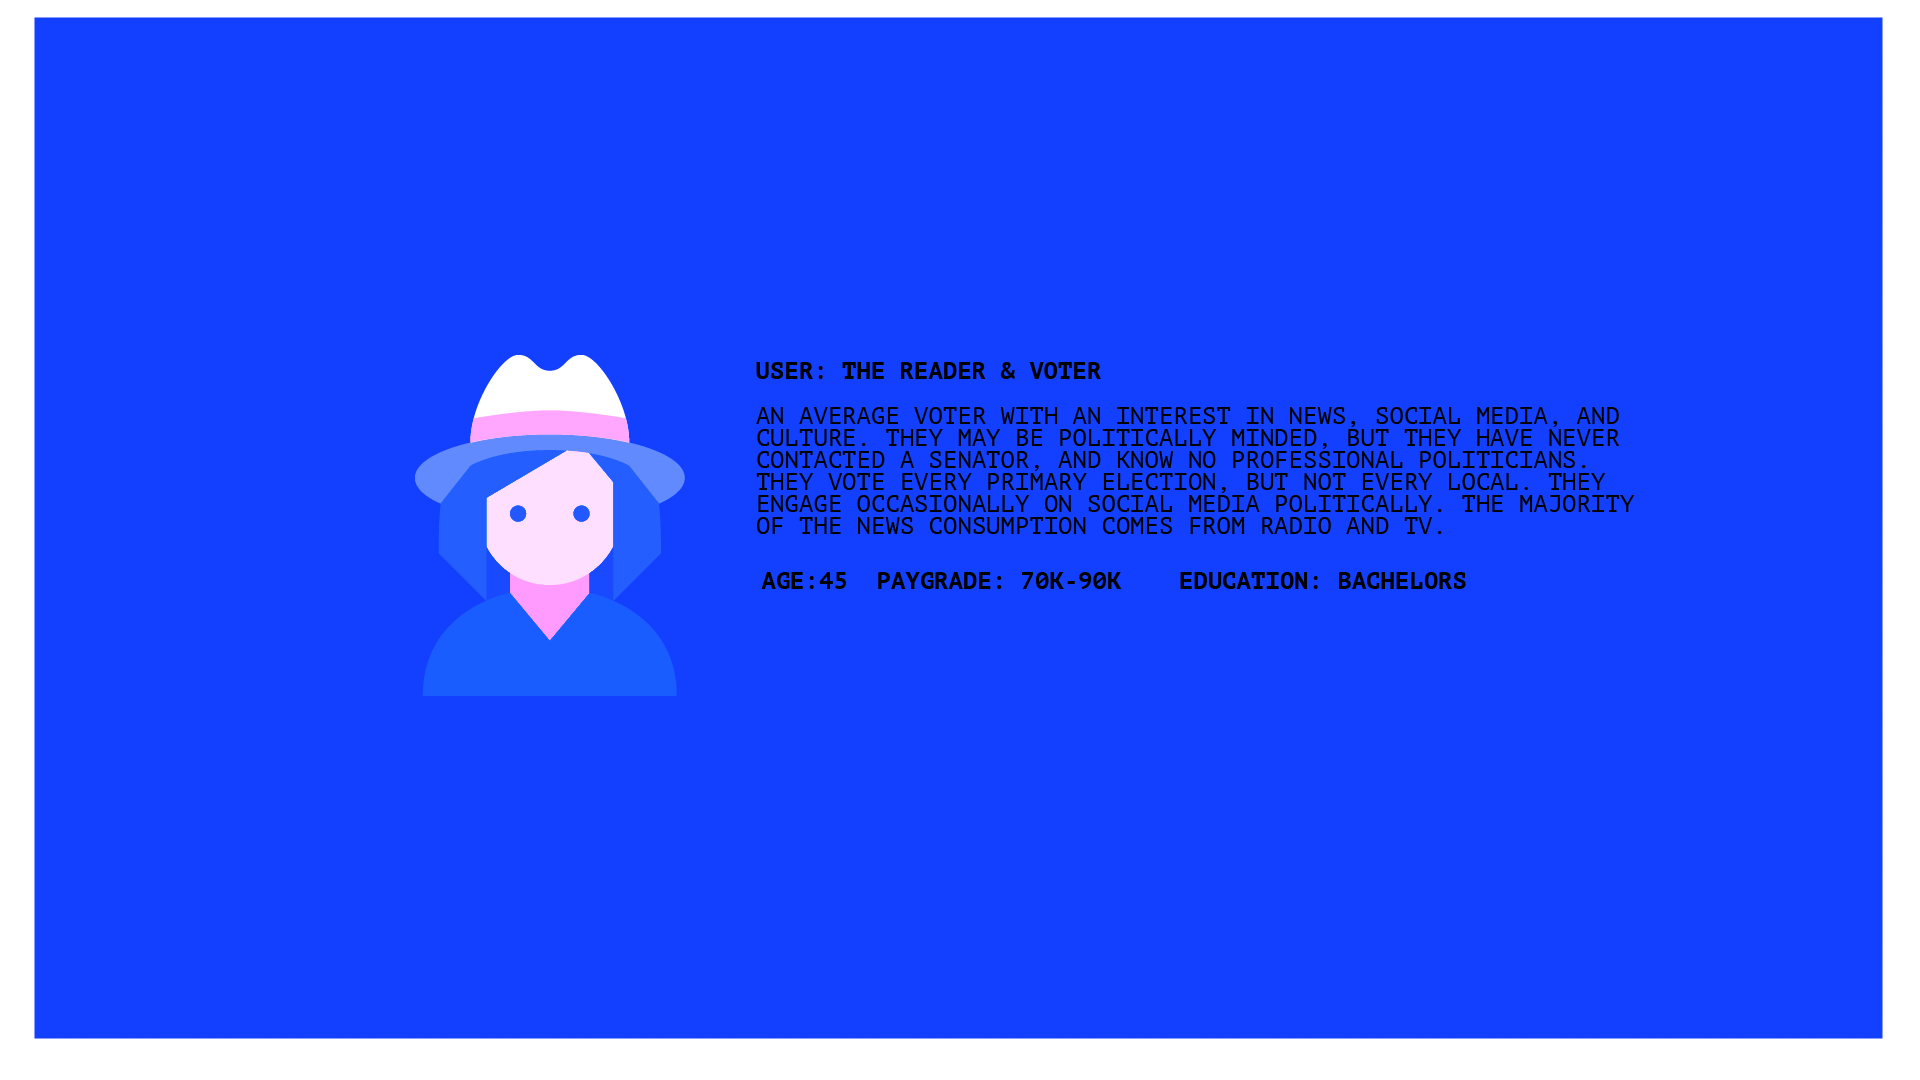 USER: THE READER & VOTER
AN AVERAGE VOTER WITH AN INTEREST IN NEWS, SOCIAL MEDIA, AND
CULTURE. THEY MAY BE POLITICALLY MINDED, BUT THEY HAVE NEVER
CONTACTED A SENATOR, AND KNOW NO PROFESSIONAL POLITICIANS.
THEY VOTE EVERY PRIMARY ELECTION, BUT NOT EVERY LOCAL. THEY
ENGAGE OCCASIONALLY ON SOCIAL MEDIA POLITICALLY. THE MAJORITY
OF THE NEWS CONSUMPTION COMES FROM RADIO AND TV.
AGE:45 PAYGRADE: 70K-90K EDUCATION: BACHELORS